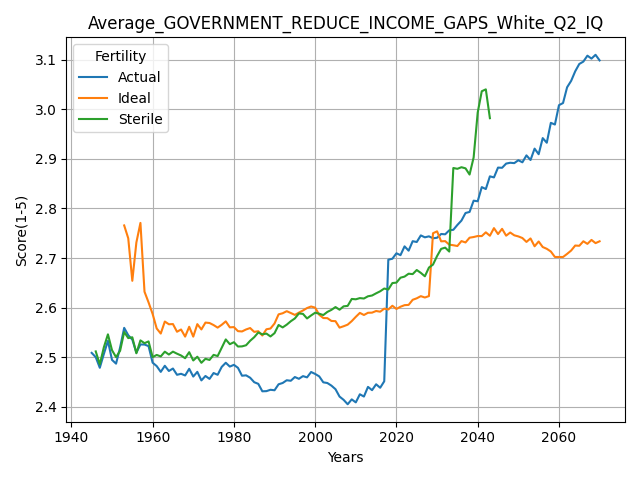 Average_GOVERNMENT_REDUCE_INCOME_GAPS_White_Q2_IQ
Fertility
Actual
Ideal
Sterile
Score(1-5)
3.1
3.0
2.9
2.8
2.7
2.6
2.5
2.4
1940 1960 1980 2000 2020 2040 2060
Years